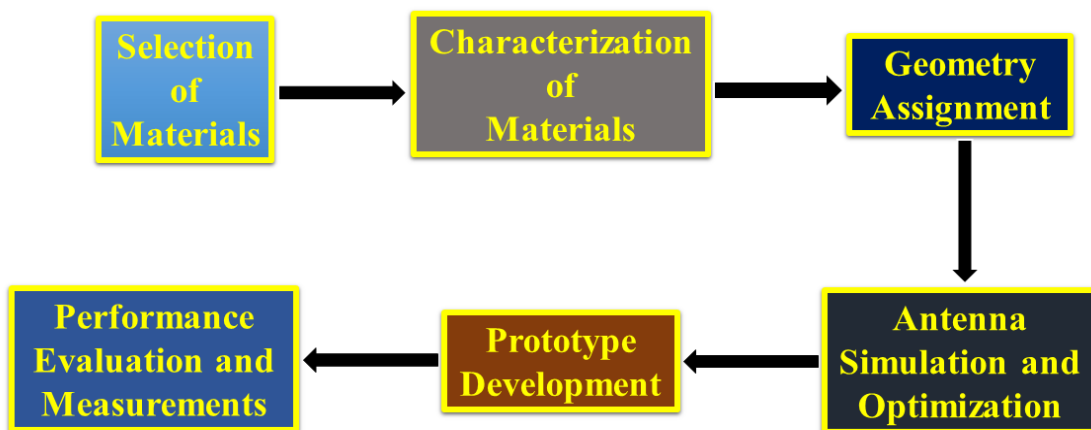 Selection
of
Materials
Characterization
of
Materials
Geometry
Assignment
Antenna
Simulation and
Optimization
Prototype
Development
Performance
Evaluation and
Measurements